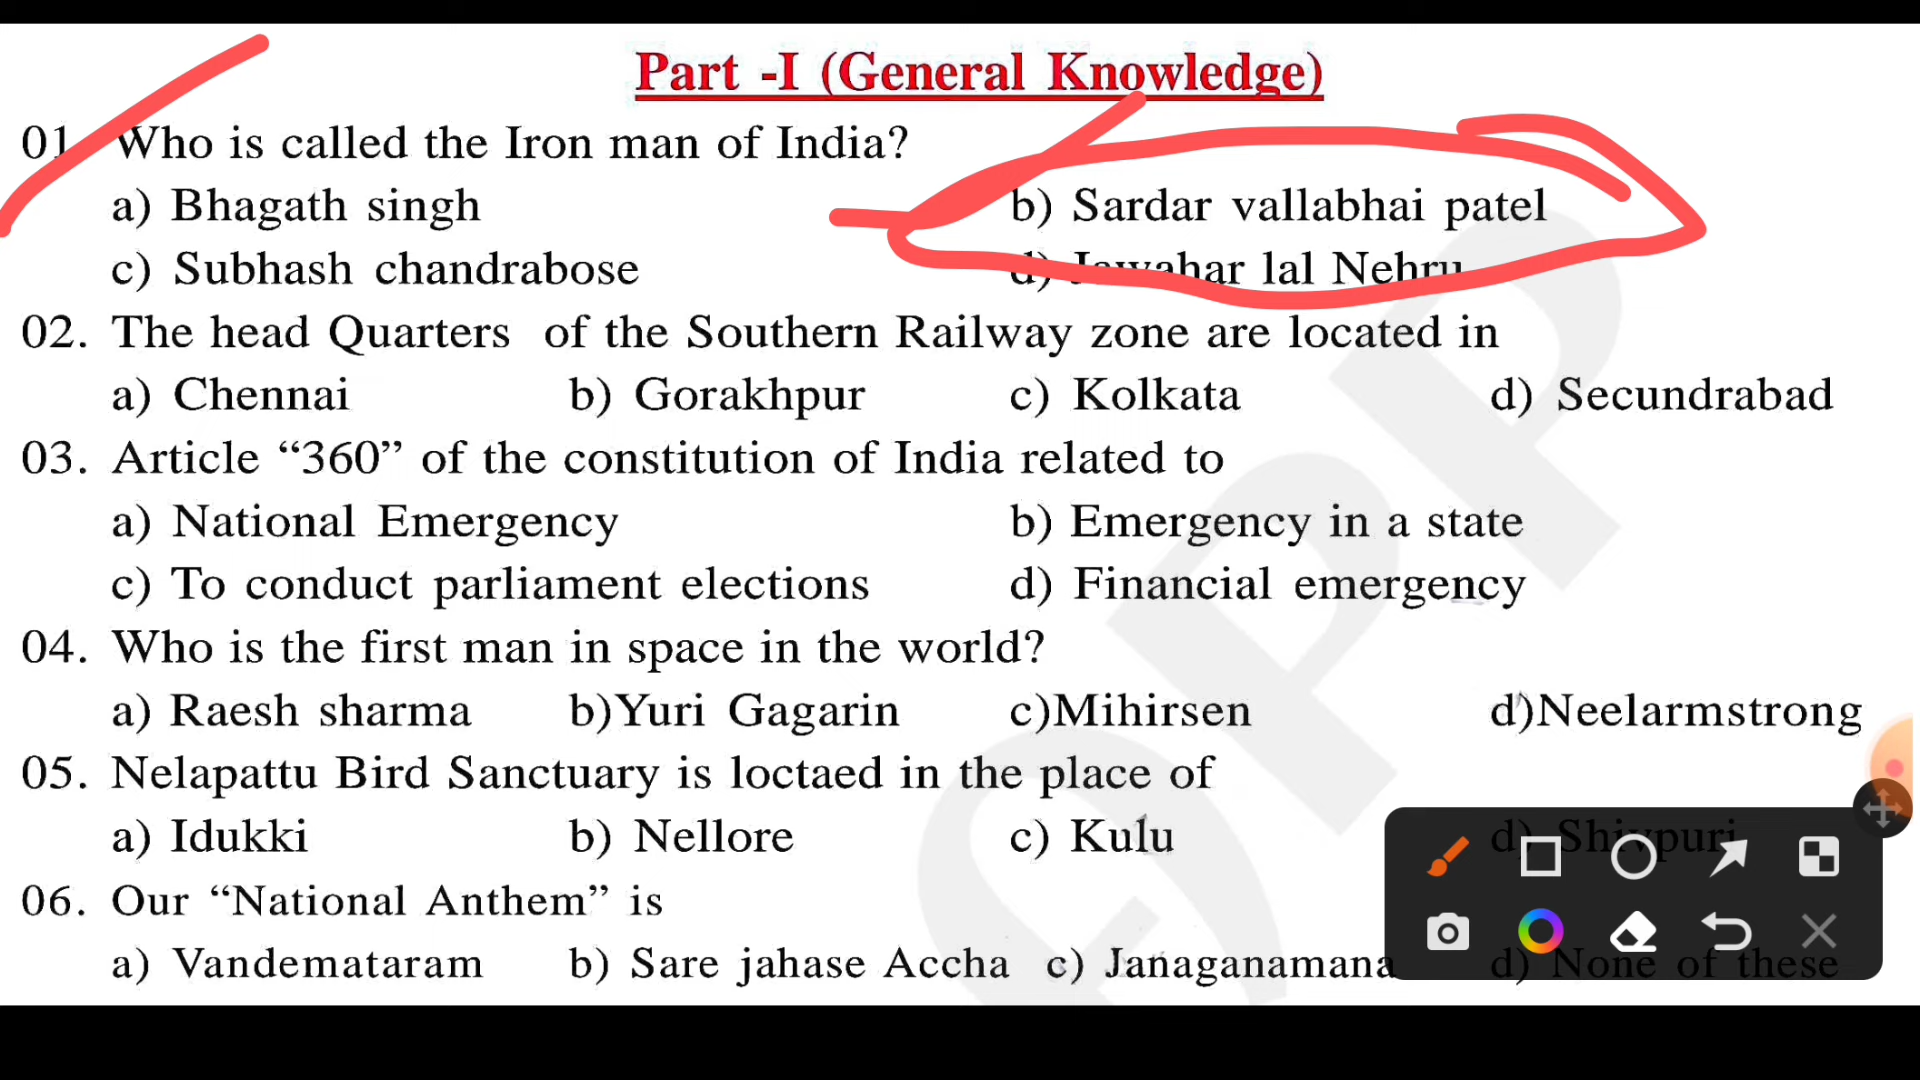 Part -I (General Knowledge)
01 Who is called the Iron man of India?
a) Bhagath singh b) Sardar vallabhai patel
c) Subhash chandrabose d) Jawahar lal Nehru
02. The head Quarters of the Southern Railway zone are located in
a) Chennai b) Gorakhpur c) Kolkata d) Secundrabad
03. Article “360” of the constitution of India related to
a) National Emergency b) Emergency in a state
c) To conduct parliament elections d) Financial emergency
04. Who is the first man in space in the world?
a) Raesh sharma b)Yuri Gagarin c)Mihirsen d)Neelarmstrong
05. Nelapattu Bird Sanctuary is loctaed in the place of
a) Idukki b) Nellore c) Kulu d) Shivpuri
06. Our “National Anthem” is
a) Vandemataram b) Sare jahase Accha c) Janaganamana d) None of these